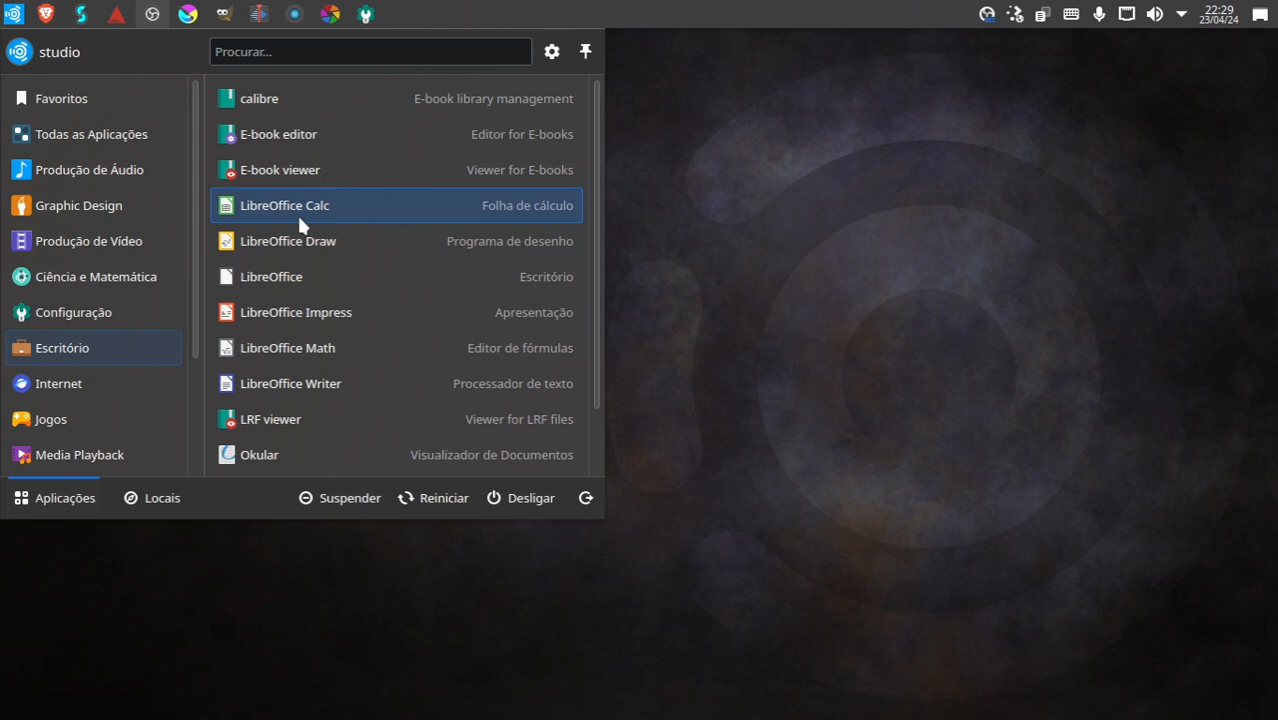 22:29
23/04/24
studio
Procurar...
Favoritos
Todas as Aplicações
Produção de Áudio
Graphic Design
Produção de Vídeo
Ciência e Matemática
Configuração
Escritório
Internet
Jogos
Media Playback
calibre E-book library management
E-book editor Editor for E-books
E-book viewer Viewer for E-books
LibreOffice Calc Folha de cálculo
LibreOffice Draw Programa de desenho
LibreOffice Escritório
LibreOffice Impress Apresentação
LibreOffice Math Editor de fórmulas
LibreOffice Writer Processador de texto
LRF viewer Viewer for LRF files
Okular Visualizador de Documentos
Aplicações Locais Suspender Reiniciar Desligar